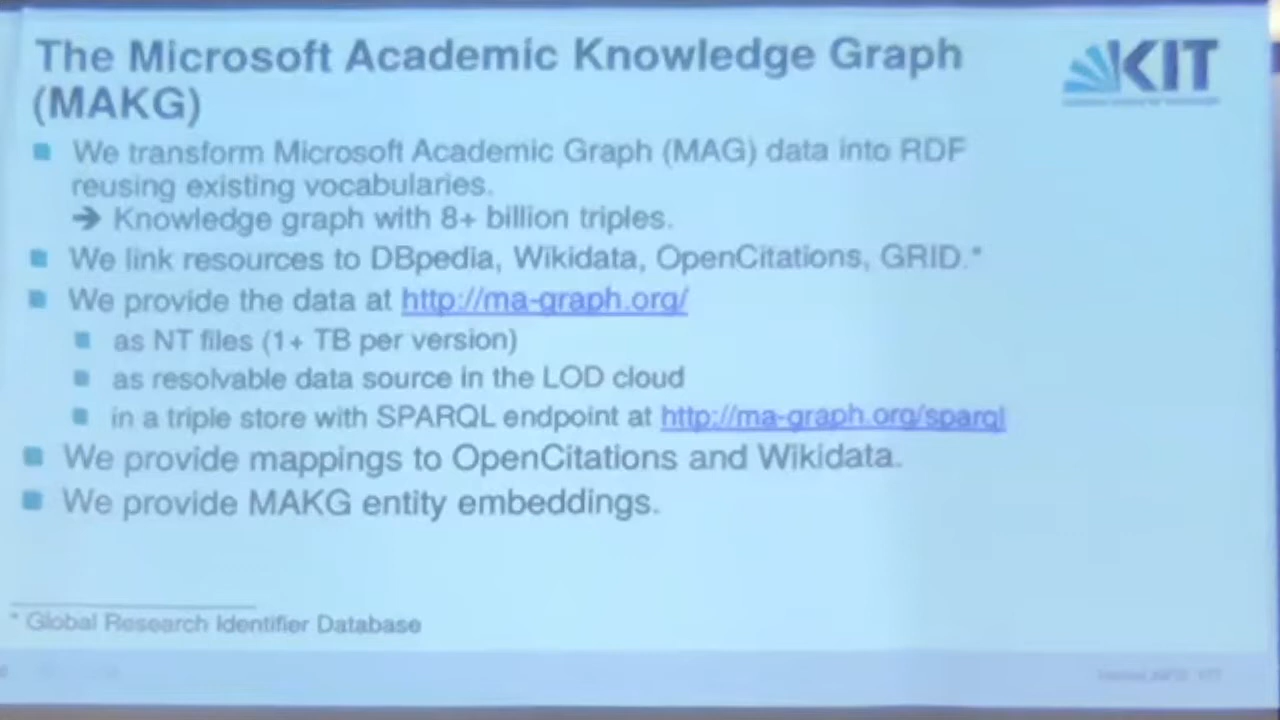 The Microsoft Academic Knowledge Graph
(MAKG)
KIT
■ We transform Microsoft Academic Graph (MAG) data into RDF
reusing existing vocabularies.
➔ Knowledge graph with 8+ billion triples.
■ We link resources to DBpedia, Wikidata, OpenCitations, GRID.*
■ We provide the data at http://ma-graph.org/
■ as NT files (1+ TB per version)
■ as resolvable data source in the LOD cloud
■ in a triple store with SPARQL endpoint at http://ma-graph.org/sparql
■ We provide mappings to OpenCitations and Wikidata.
■ We provide MAKG entity embeddings.
* Global Research Identifier Database